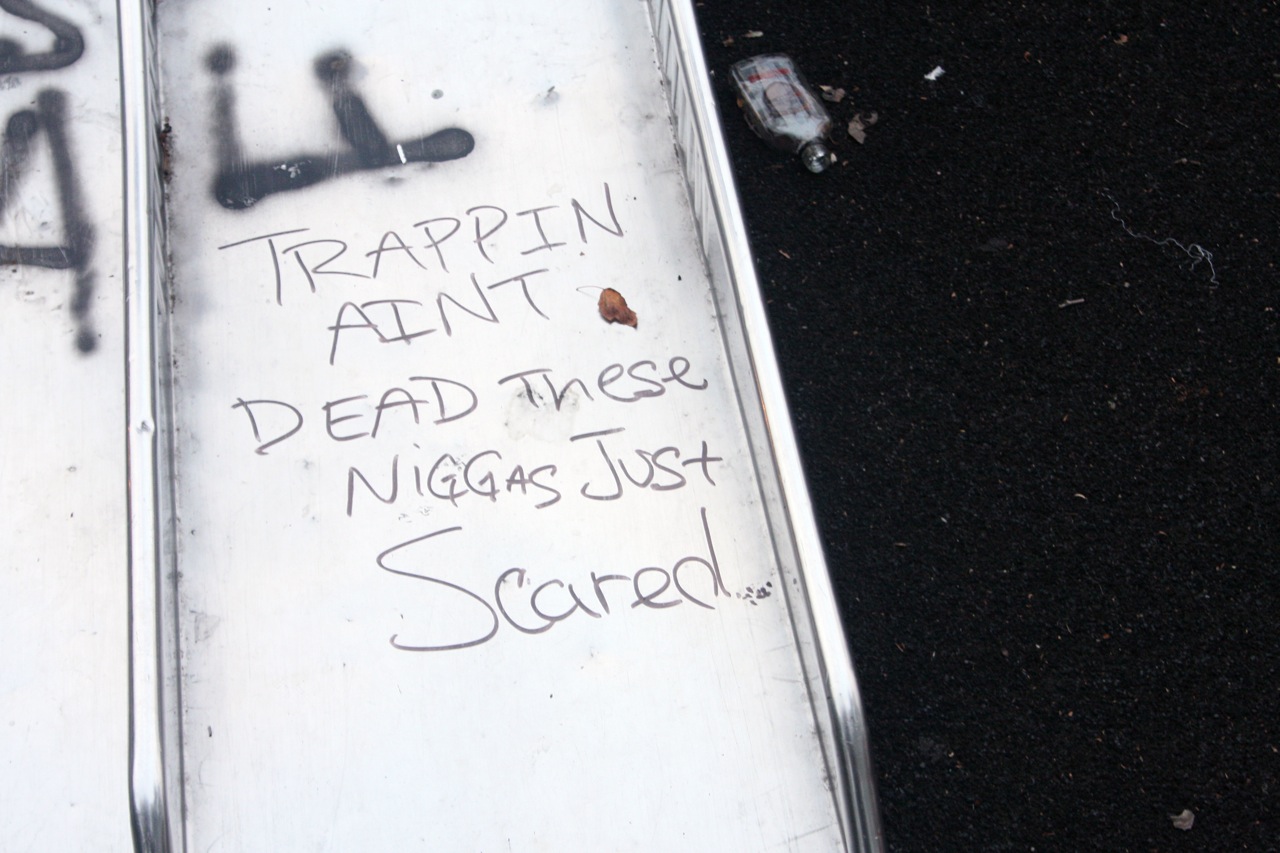 TRAPPIN
AINT
DEAD These
NiGGAS JUST
Scared